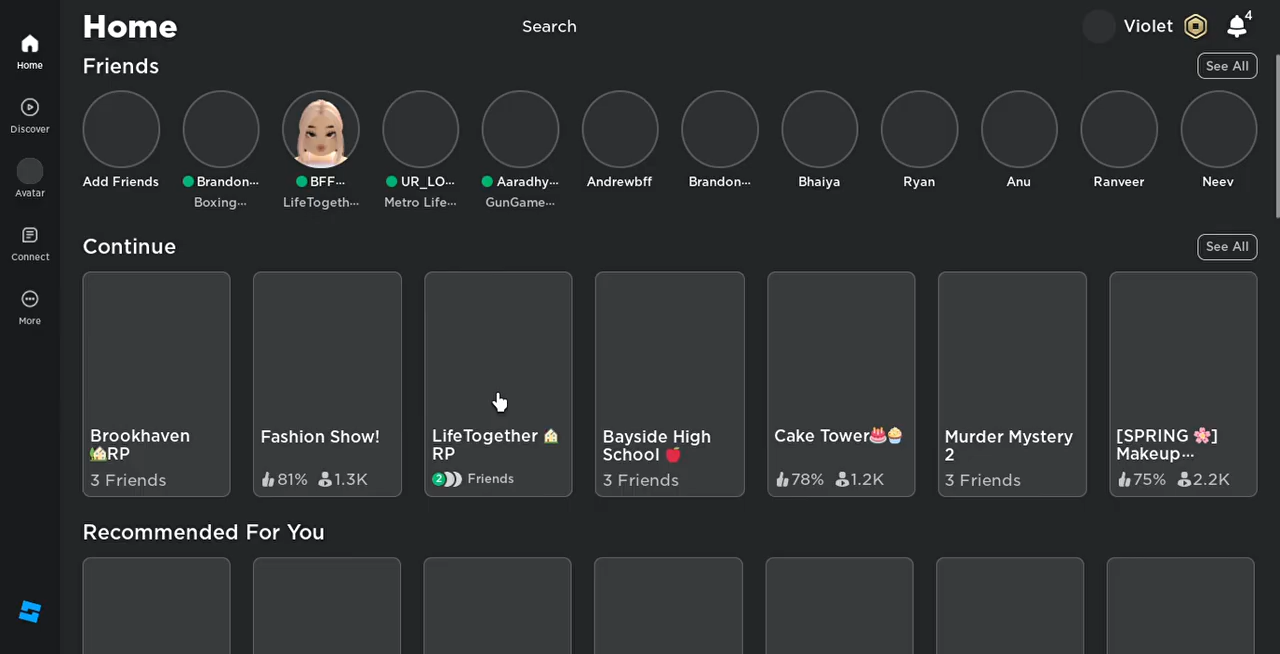 Home
Search
Violet
4
Home
Discover
Avatar
Connect
More
Friends
See All
Add Friends
Brandon...
Boxing...
BFF...
LifeTogeth...
UR_LO...
Metro Life...
Aaradhy...
GunGame...
Andrewbff
Brandon...
Bhaiya
Ryan
Anu
Ranveer
Neev
Continue
See All
Brookhaven
🏡RP
3 Friends
Fashion Show!
81% 1.3K
LifeTogether 🏠
RP
2 Friends
Bayside High
School 🍎
3 Friends
Cake Tower🎂🧁
78% 1.2K
Murder Mystery
2
3 Friends
[SPRING 🌸]
Makeup...
75% 2.2K
Recommended For You